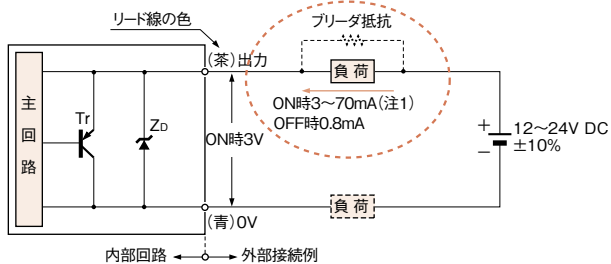 リード線の色
ブリーダ抵抗
(茶)出力
負荷
主回路
Tr
ZD
ON時3V
ON時3～70mA(注1)
OFF時0.8mA
＋
－
12～24V DC
±10%
(青)0V
負荷
内部回路
外部接続例